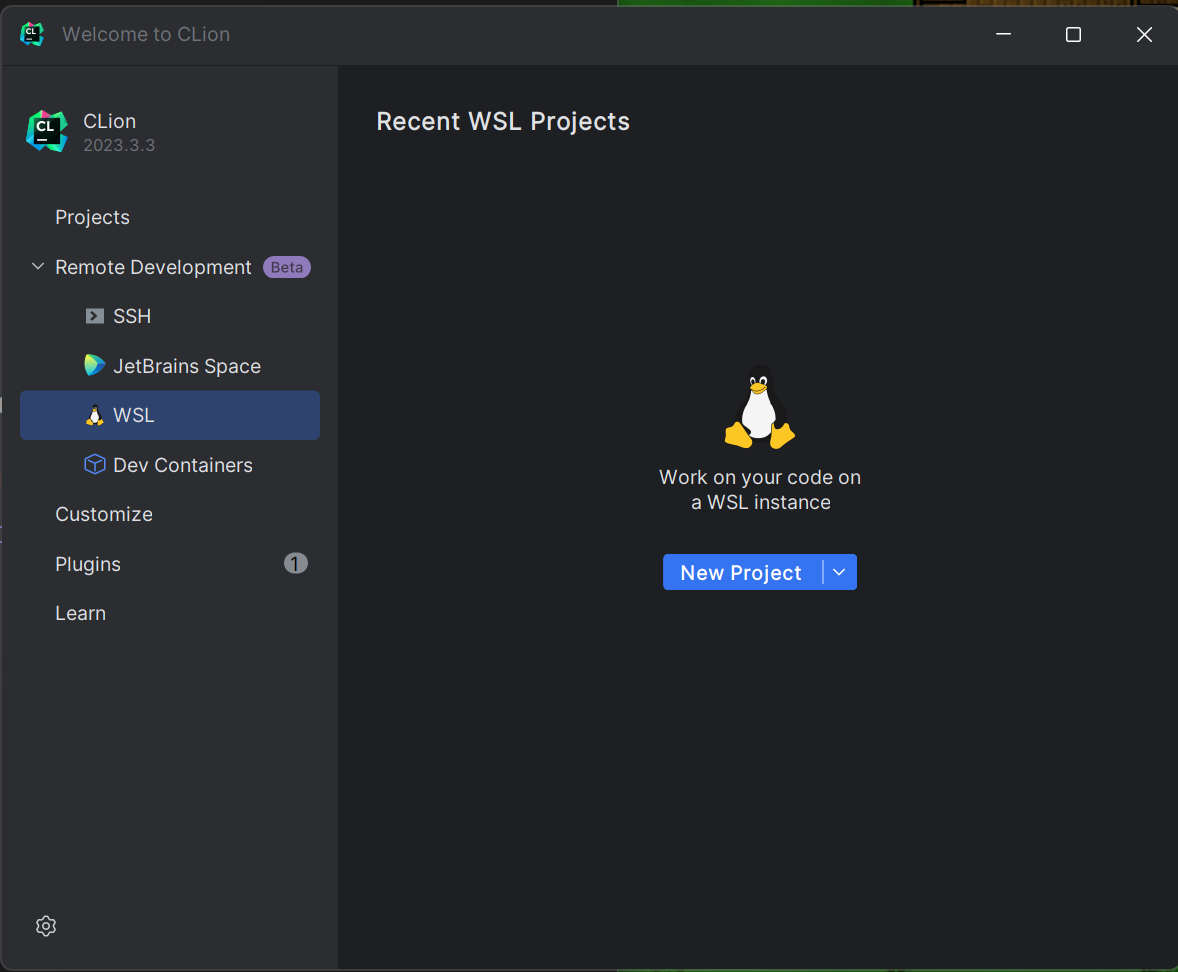 Welcome to CLion
CL
CLion
2023.3.3
Projects
Remote Development Beta
SSH
JetBrains Space
WSL
Dev Containers
Customize
Plugins 1
Learn
Recent WSL Projects
Work on your code on
a WSL instance
New Project